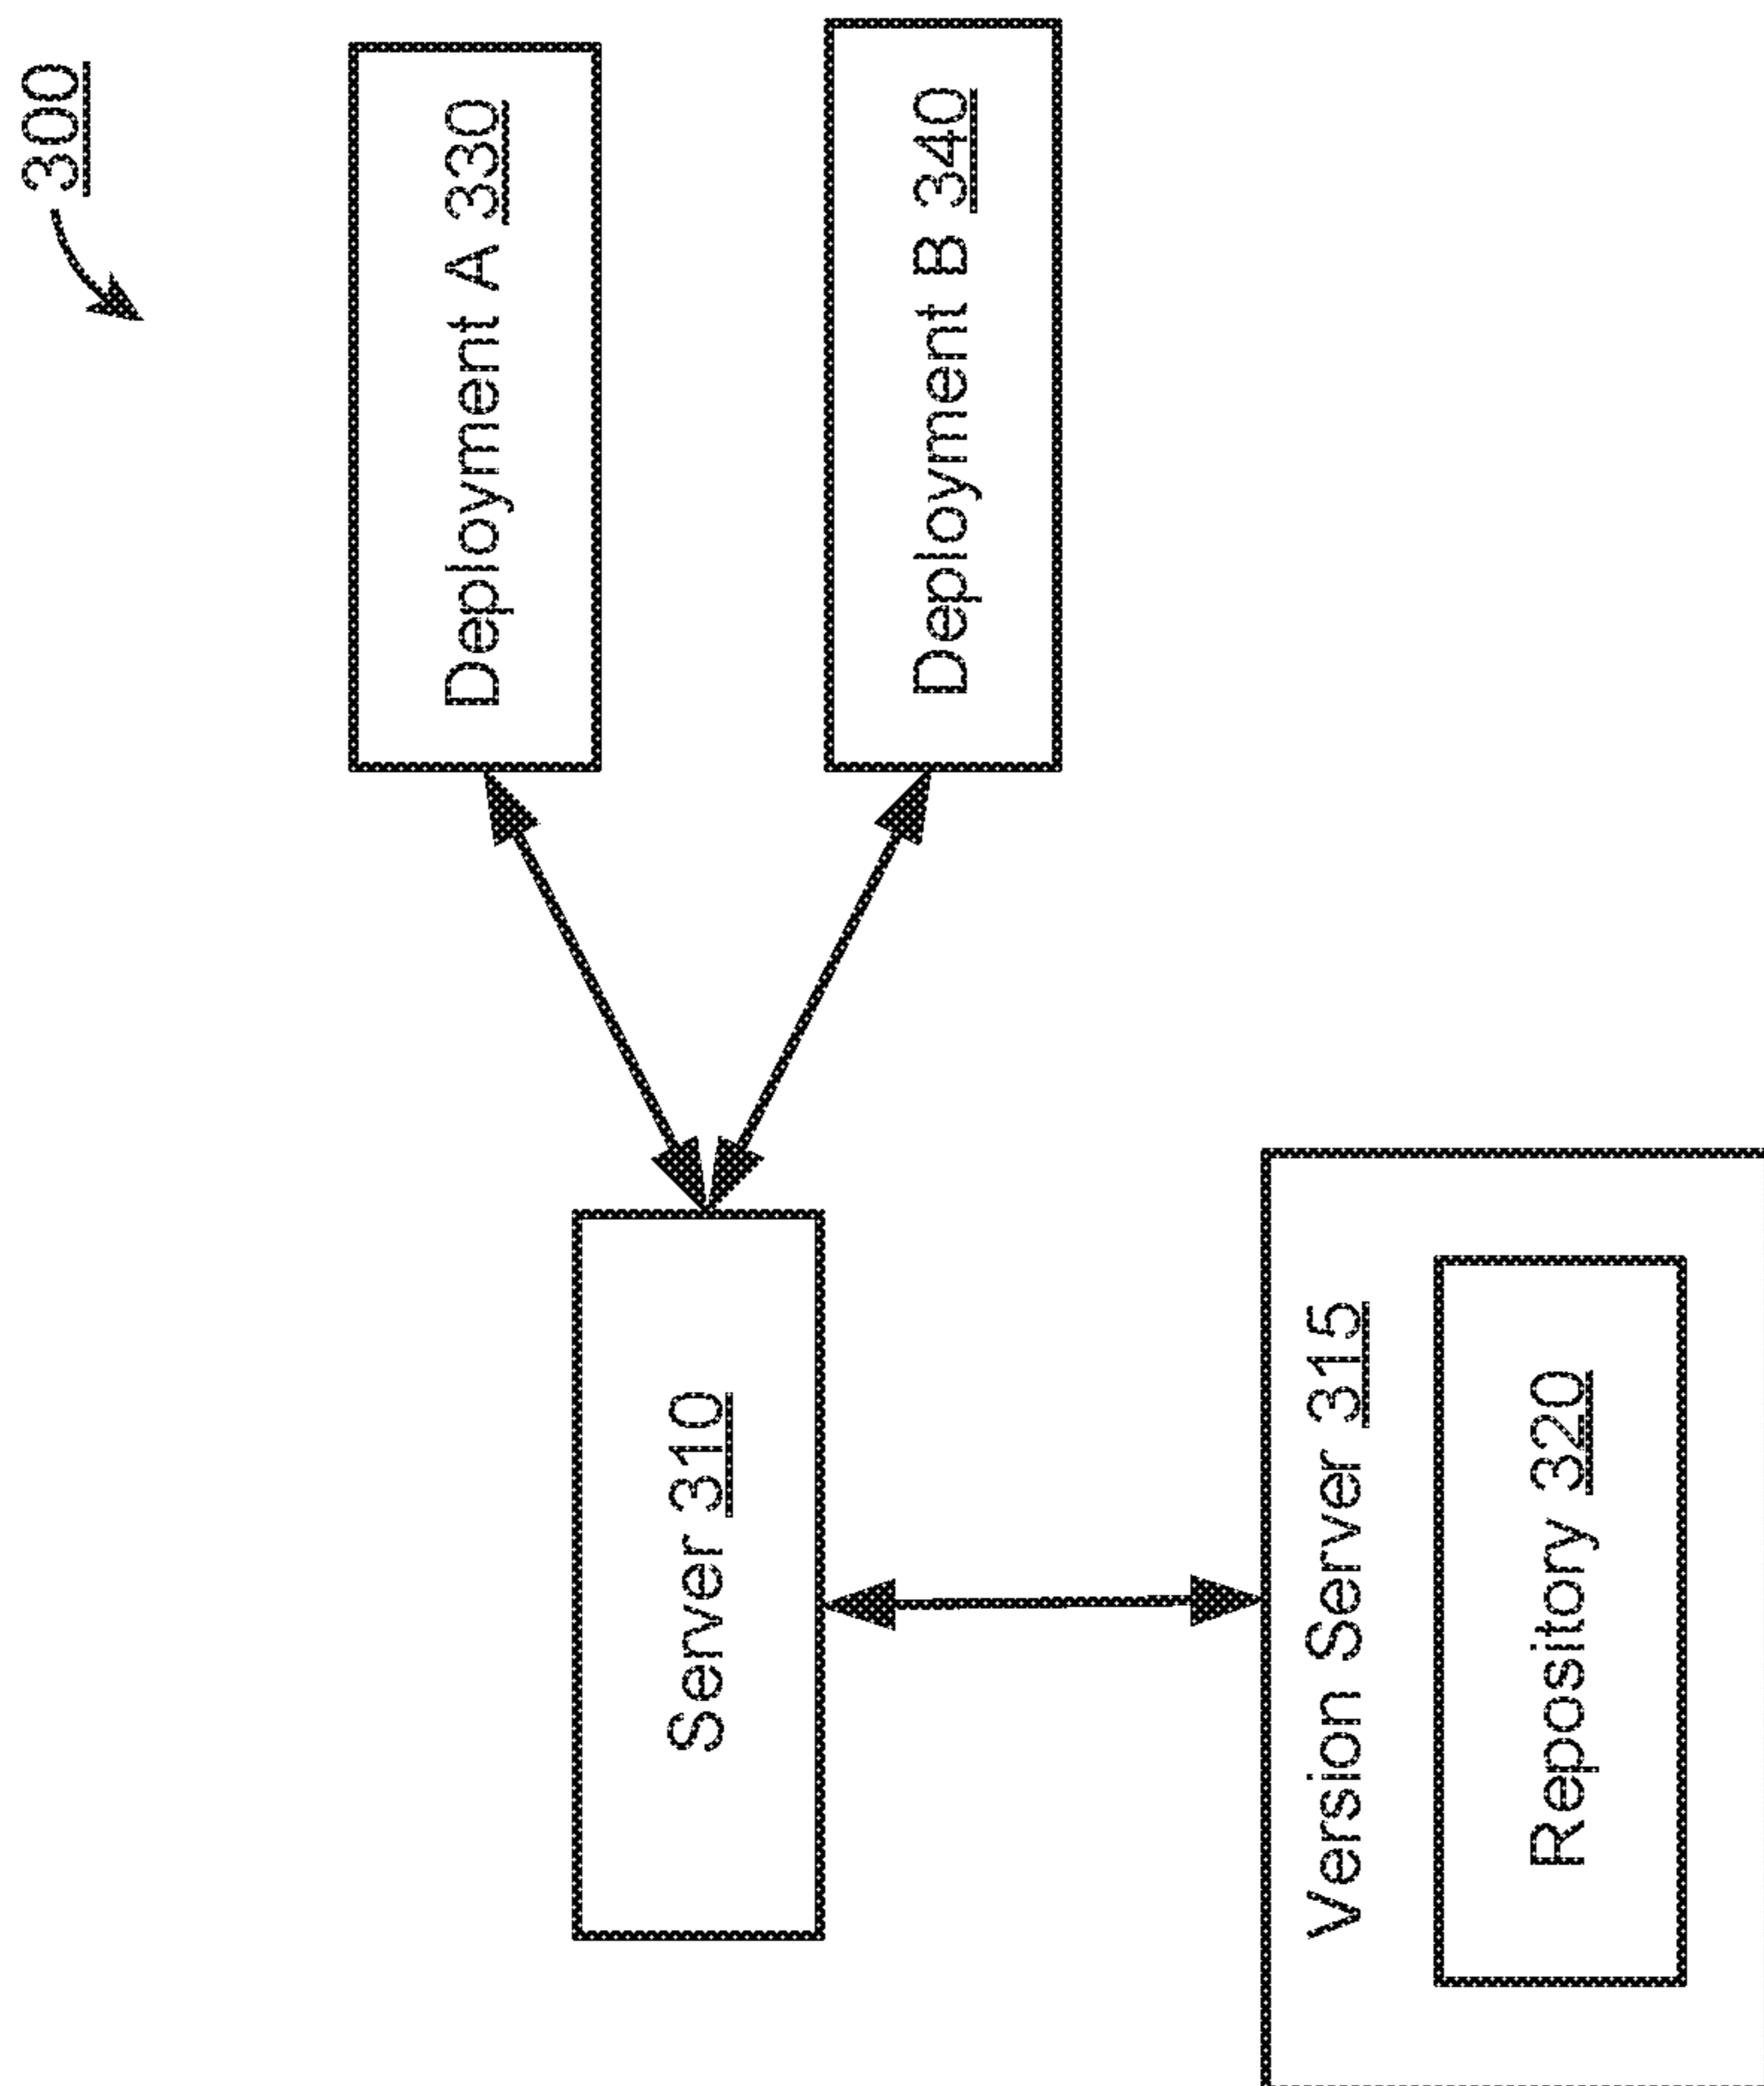 300
Deployment A 330
Deployment B 340
Server 310
Version Server 315
Repository 320